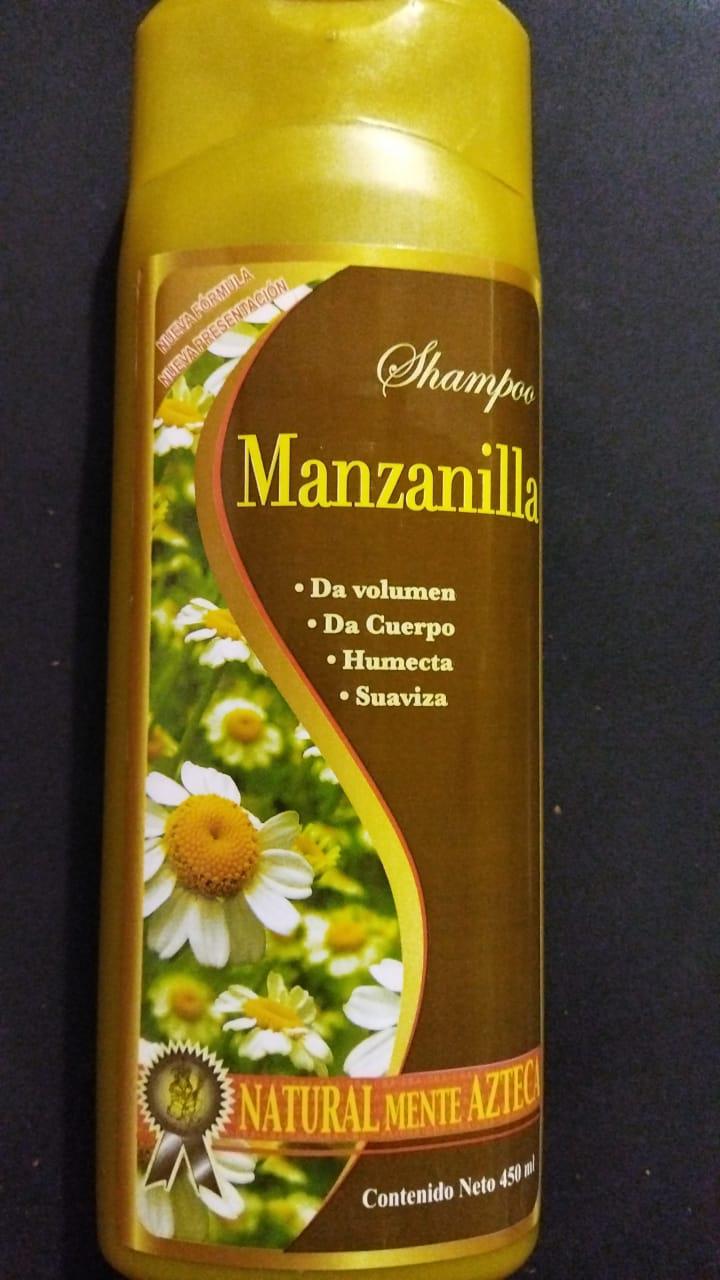 NUEVA FÓRMULA
NUEVA PRESENTACIÓN
Shampoo
Manzanilla
• Da volumen
• Da Cuerpo
• Humecta
• Suaviza
NATURAL MENTE AZTECA
Contenido Neto 450 ml